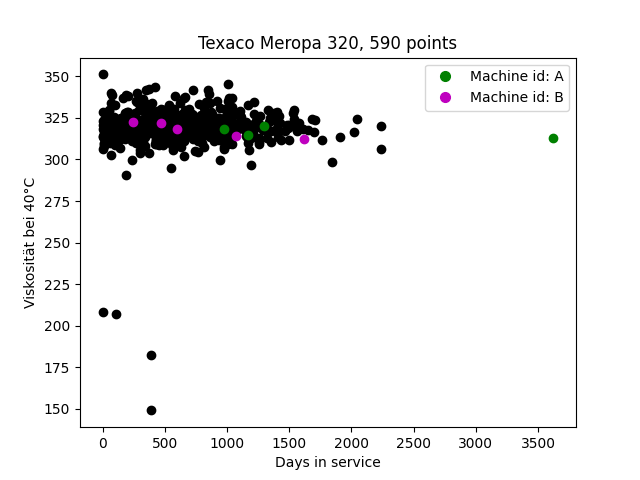 Texaco Meropa 320, 590 points
Machine id: A
Machine id: B
Viskosität bei 40°C
350
325
300
275
250
225
200
175
150
0 500 1000 1500 2000 2500 3000 3500
Days in service